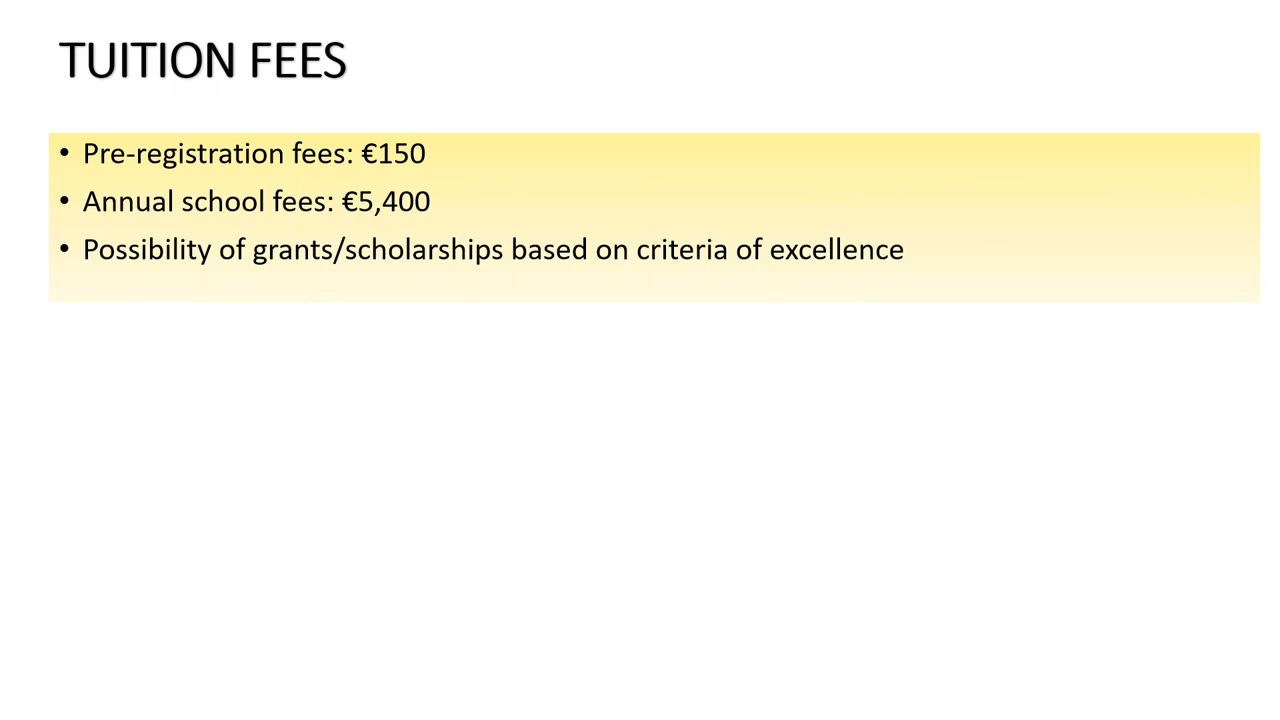 TUITION FEES
• Pre-registration fees: €150
• Annual school fees: €5,400
• Possibility of grants/scholarships based on criteria of excellence